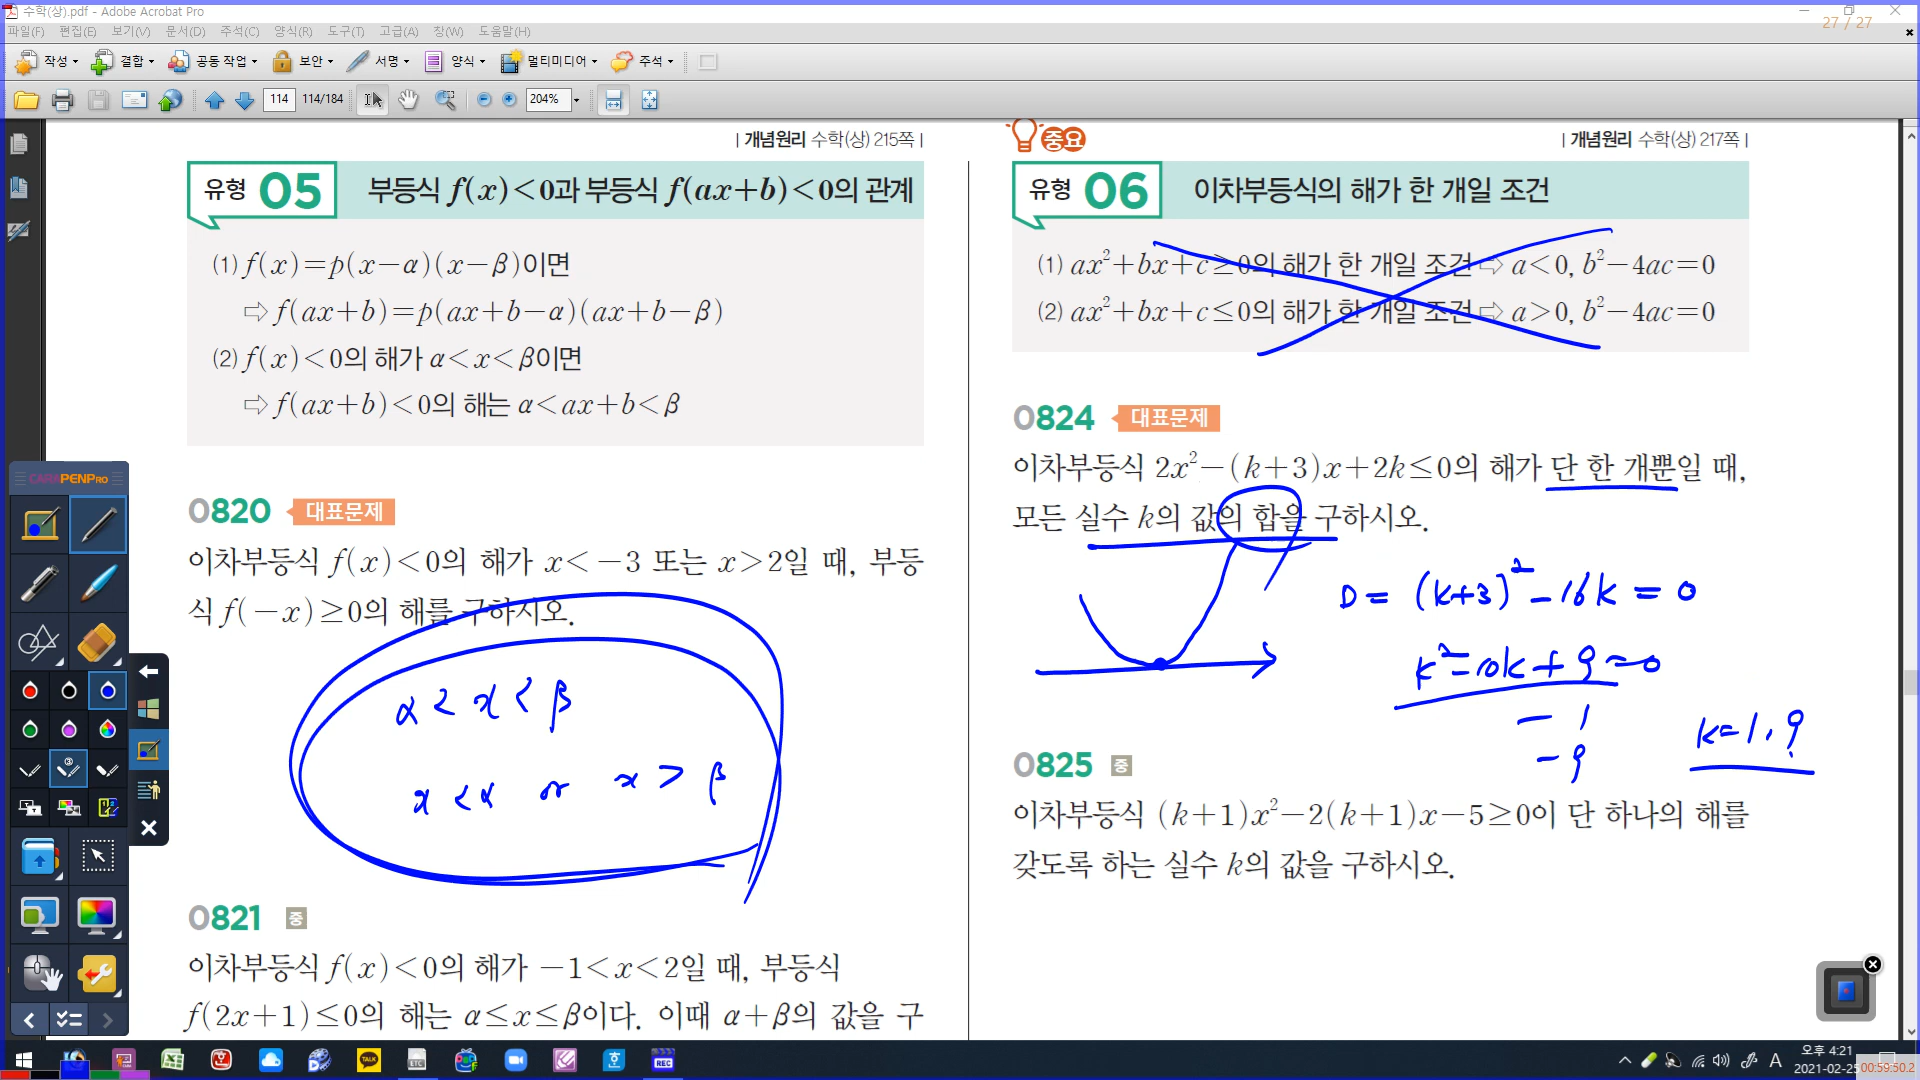 수학(상).pdf - Adobe Acrobat Pro
27 / 27
파일(F) 편집(E) 보기(V) 문서(D) 주석(C) 양식(R) 도구(T) 고급(A) 창(W) 도움말(H)
작성 결합 공동 작업 보안 서명 양식 멀티미디어 주석
114 114/184 204%
| 개념원리 수학(상) 215쪽 |
유형 05 부등식 f(x)<0과 부등식 f(ax+b)<0의 관계
(1) f(x)=p(x-α)(x-β)이면
⇨ f(ax+b)=p(ax+b-α)(ax+b-β)
(2) f(x)<0의 해가 α<x<β이면
⇨ f(ax+b)<0의 해는 α<ax+b<β
0820 대표문제
이차부등식 f(x)<0의 해가 x<-3 또는 x>2일 때, 부등
식 f(-x)≥0의 해를 구하시오.
α < x < β
x < α or x > β
0821 중
이차부등식 f(x)<0의 해가 -1<x<2일 때, 부등식
f(2x+1)≤0의 해는 α≤x≤β이다. 이때 α+β의 값을 구
중요
| 개념원리 수학(상) 217쪽 |
유형 06 이차부등식의 해가 한 개일 조건
(1) ax²+bx+c≥0의 해가 한 개일 조건 ⇨ a<0, b²-4ac=0
(2) ax²+bx+c≤0의 해가 한 개일 조건 ⇨ a>0, b²-4ac=0
0824 대표문제
이차부등식 2x²-(k+3)x+2k≤0의 해가 단 한 개뿐일 때,
모든 실수 k의 값의 합을 구하시오.
D = (k+3)² - 16k = 0
k² - 10k + 9 = 0
- 1
- 9
k = 1, 9
0825 중
이차부등식 (k+1)x²-2(k+1)x-5≥0이 단 하나의 해를
갖도록 하는 실수 k의 값을 구하시오.
PENPRO
TALK
REC
A
오후 4:21
2021-02-25
00:59:50.2